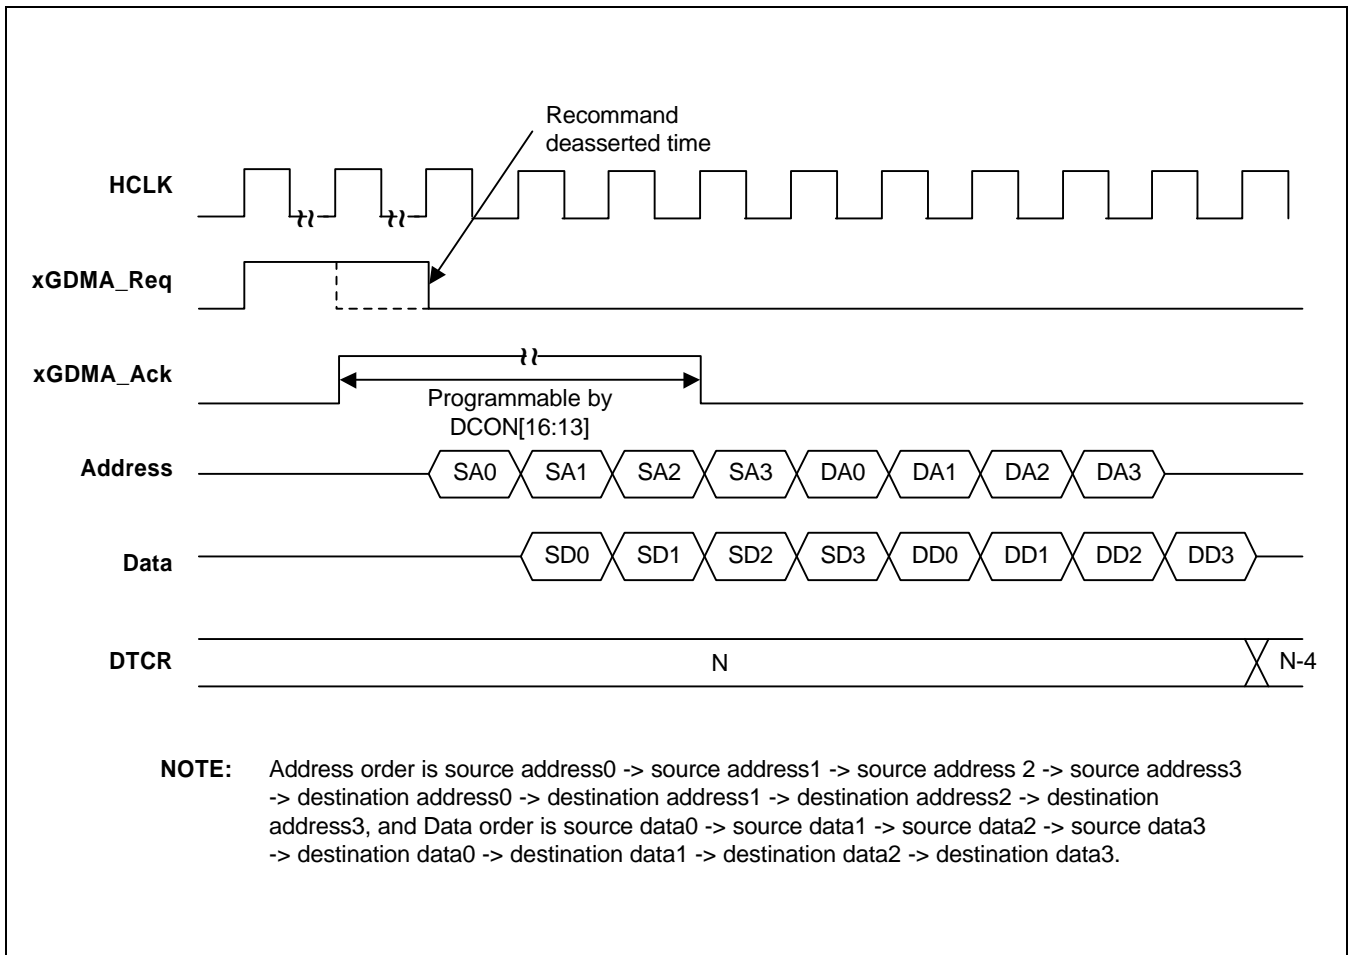 Recommand
deasserted time
HCLK
xGDMA_Req
xGDMA_Ack
Programmable by
DCON[16:13]
Address SA0 SA1 SA2 SA3 DA0 DA1 DA2 DA3
Data SD0 SD1 SD2 SD3 DD0 DD1 DD2 DD3
DTCR N N-4
NOTE: Address order is source address0 -> source address1 -> source address 2 -> source address3
-> destination address0 -> destination address1 -> destination address2 -> destination
address3, and Data order is source data0 -> source data1 -> source data2 -> source data3
-> destination data0 -> destination data1 -> destination data2 -> destination data3.